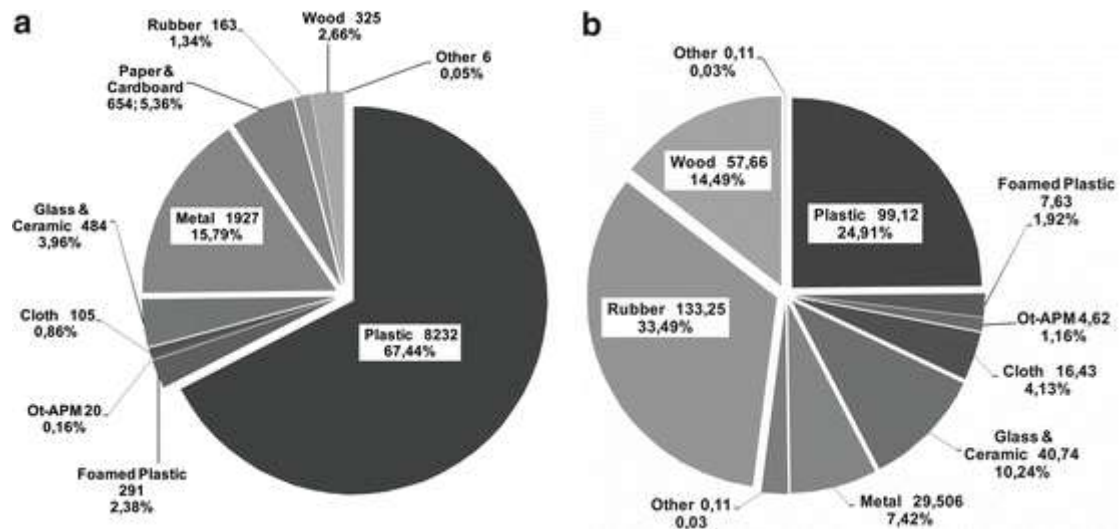 a
Rubber 163
1,34%
Wood 325
2,66%
Other 6
0,05%
Paper &
Cardboard
654; 5,36%
Glass &
Ceramic 484
3,96%
Metal 1927
15,79%
Cloth 105
0,86%
Plastic 8232
67,44%
Ot-APM 20
0,16%
Foamed Plastic
291
2,38%
b
Other 0,11
0,03%
Wood 57,66
14,49%
Foamed Plastic
7,63
1,92%
Plastic 99,12
24,91%
Rubber 133,25
33,49%
Ot-APM 4,62
1,16%
Cloth 16,43
4,13%
Glass &
Ceramic 40,74
10,24%
Other 0,11
0,03
Metal 29,506
7,42%